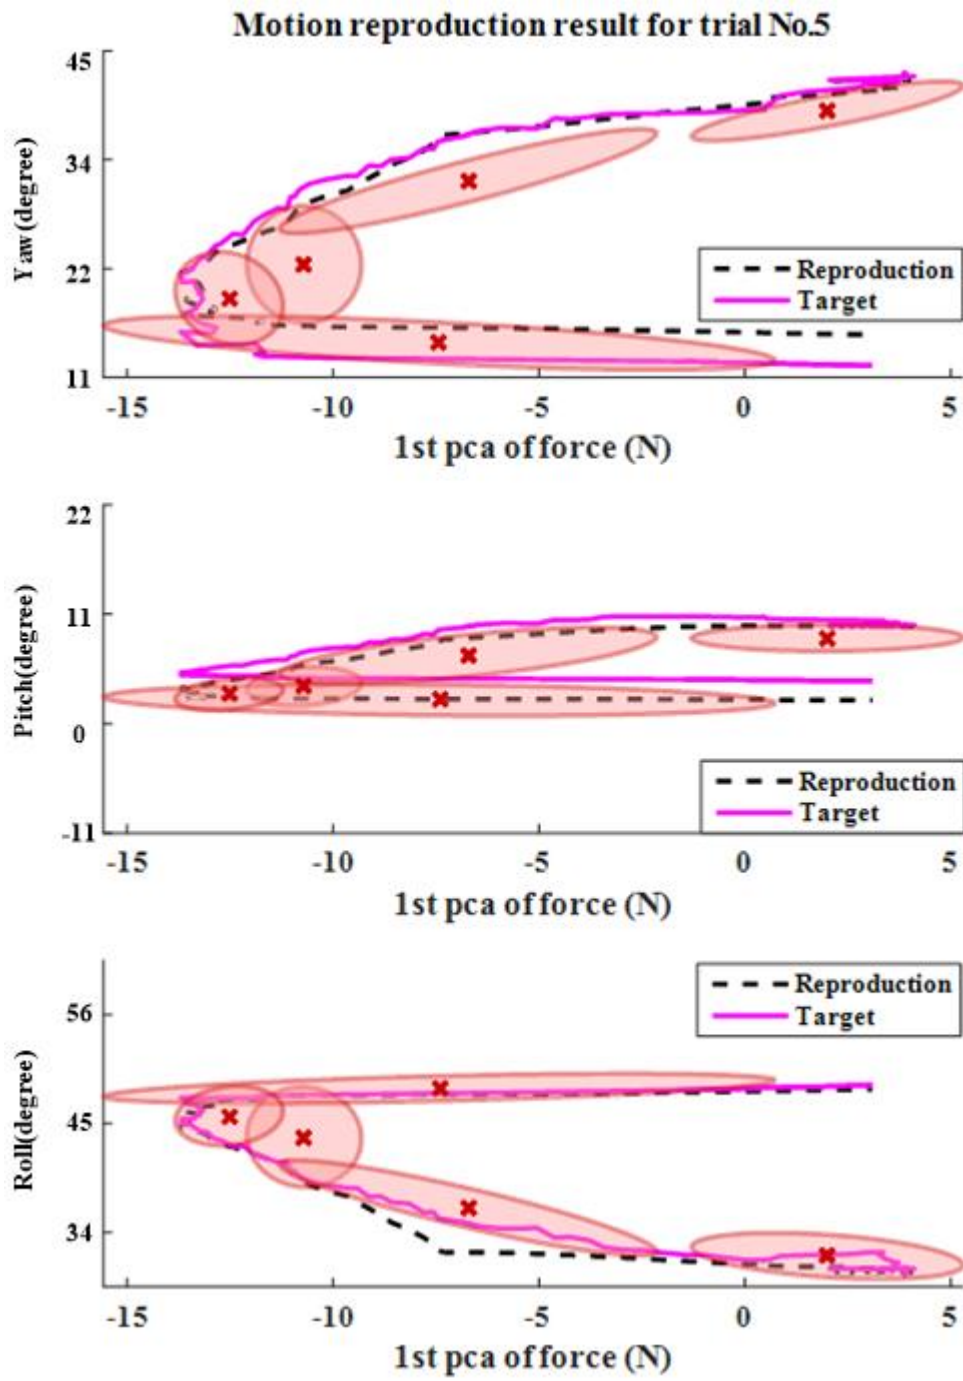 Motion reproduction result for trial No.5
45
34
22
11
Yaw(degree)
Reproduction
Target
-15 -10 -5 0 5
1st pca of force (N)
22
11
0
-11
Pitch(degree)
Reproduction
Target
-15 -10 -5 0 5
1st pca of force (N)
56
45
34
Roll(degree)
Reproduction
Target
-15 -10 -5 0 5
1st pca of force (N)